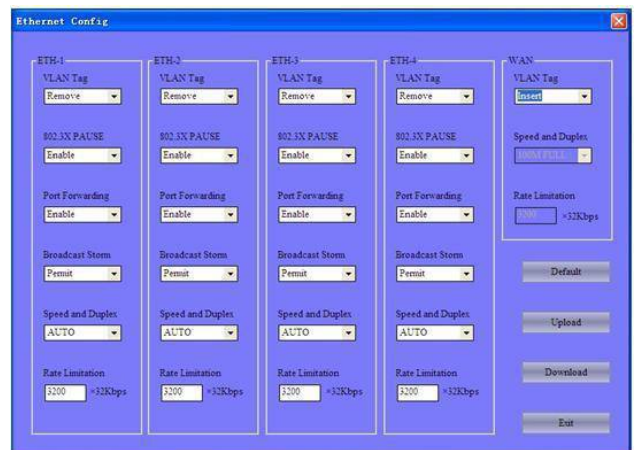 Ethernet Config
ETH-1
VLAN Tag
Remove
802.3X PAUSE
Enable
Port Forwarding
Enable
Broadcast Storm
Permit
Speed and Duplex
AUTO
Rate Limitation
3200 ×32Kbps
ETH-2
VLAN Tag
Remove
802.3X PAUSE
Enable
Port Forwarding
Enable
Broadcast Storm
Permit
Speed and Duplex
AUTO
Rate Limitation
3200 ×32Kbps
ETH-3
VLAN Tag
Remove
802.3X PAUSE
Enable
Port Forwarding
Enable
Broadcast Storm
Permit
Speed and Duplex
AUTO
Rate Limitation
3200 ×32Kbps
ETH-4
VLAN Tag
Remove
802.3X PAUSE
Enable
Port Forwarding
Enable
Broadcast Storm
Permit
Speed and Duplex
AUTO
Rate Limitation
3200 ×32Kbps
WAN
VLAN Tag
Insert
Speed and Duplex
100M FULL
Rate Limitation
3200 ×32Kbps
Default
Upload
Download
Exit